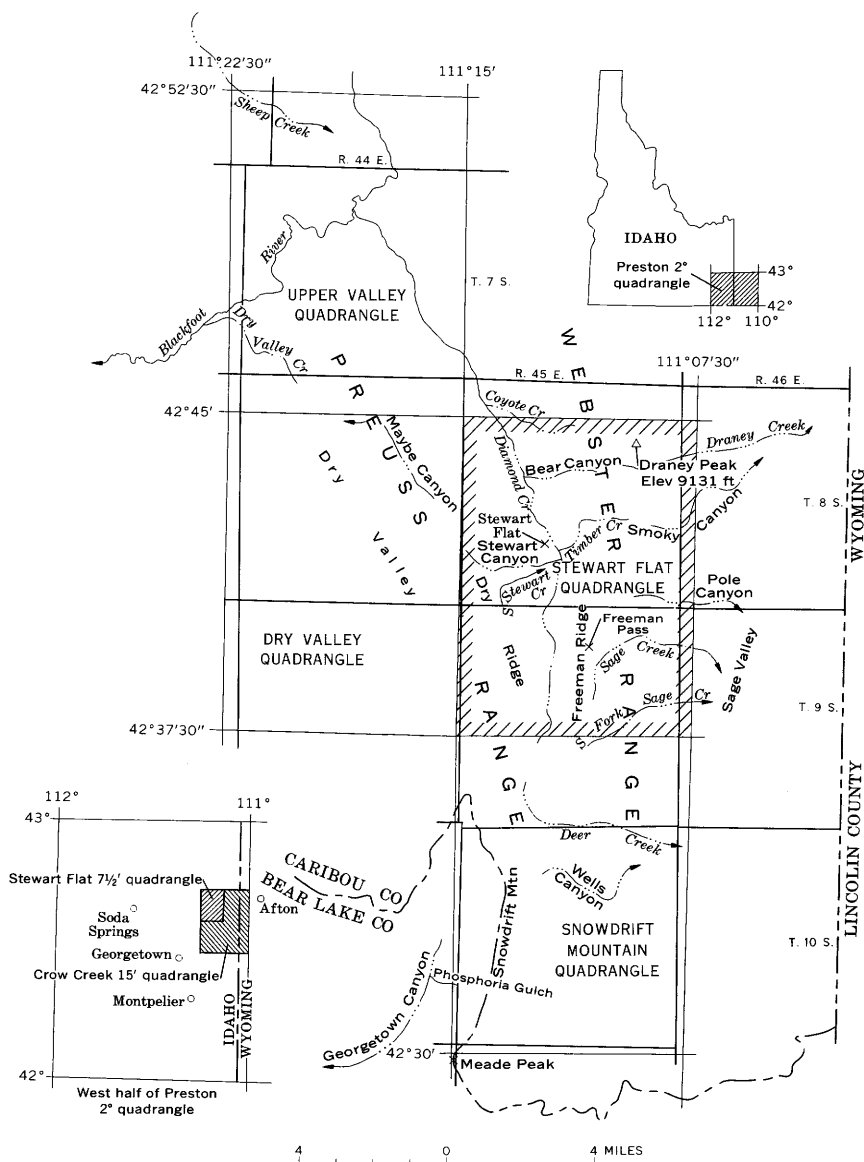 111°22'30"
111°15'
42°52'30"
Sheep Creek
R. 44 E.
IDAHO
Preston 2°
quadrangle
43°
42°
112°
110°
River
T. 7 S.
UPPER VALLEY
QUADRANGLE
Blackfoot
Dry
Valley Cr
WEBSTER RANGE
R. 45 E.
111°07'30"
R. 46 E.
42°45'
PREUSS RANGE
Coyote Cr
Maybe Canyon
Diamond Cr
Bear Canyon
Draney Creek
Draney Peak
Elev 9131 ft
Dry Valley
WYOMING
T. 8 S.
Stewart
Flat
Stewart
Canyon
Timber Cr
Smoky Canyon
STEWART FLAT
QUADRANGLE
S Stewart
Cr
Pole
Canyon
Dry Ridge
DRY VALLEY
QUADRANGLE
Freeman
Pass
Freeman Ridge
Sage Creek
Sage Valley
S Fork Sage Cr
T. 9 S.
42°37'30"
LINCOLN COUNTY
112°
111°
43°
Deer Creek
CARIBOU CO
BEAR LAKE CO
Wells
Canyon
Snowdrift Mtn
Stewart Flat 7½' quadrangle
Soda
Springs
Afton
Georgetown
Crow Creek 15' quadrangle
Montpelier
IDAHO
WYOMING
SNOWDRIFT
MOUNTAIN
QUADRANGLE
T. 10 S.
Phosphoria Gulch
Georgetown Canyon
42°30'
Meade Peak
42°
West half of Preston
2° quadrangle
4 0 4 MILES